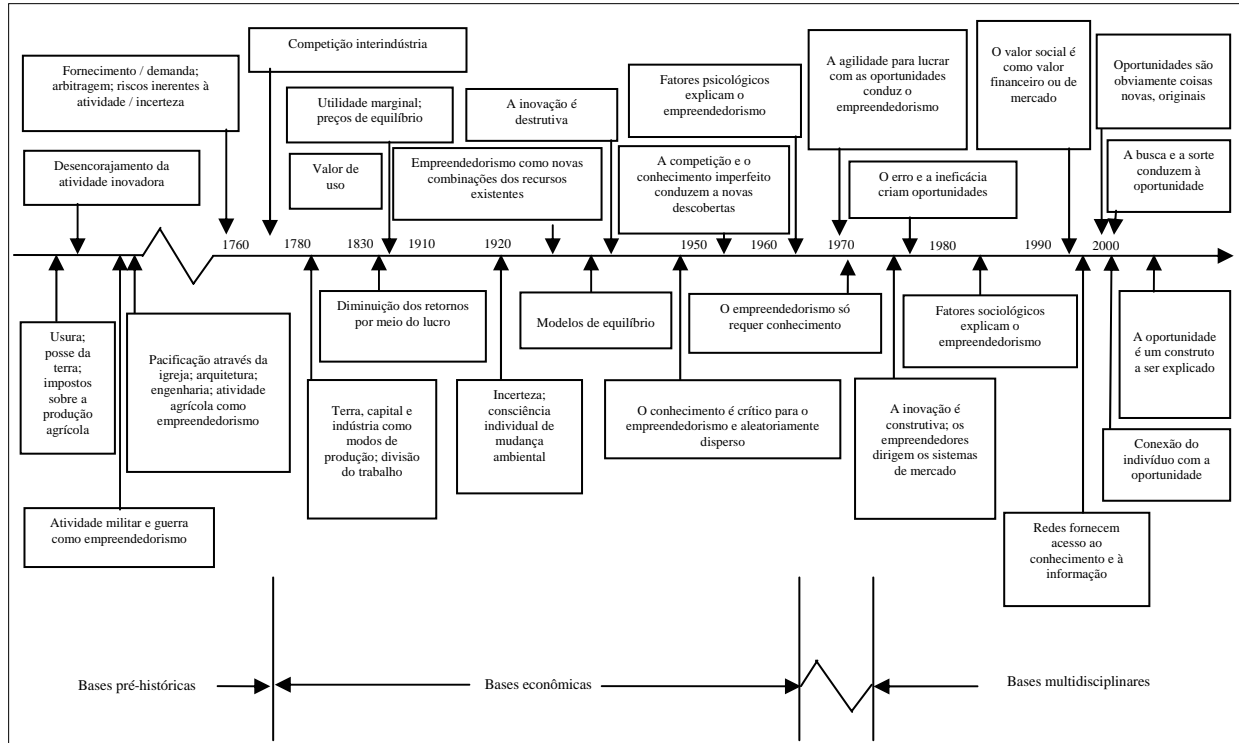 Fornecimento / demanda;
arbitragem; riscos inerentes à
atividade / incerteza
Competição interindústria
Utilidade marginal;
preços de equilíbrio
A inovação é
destrutiva
Fatores psicológicos
explicam o
empreendedorismo
A agilidade para lucrar
com as oportunidades
conduz o
empreendedorismo
O valor social é
como valor
financeiro ou de
mercado
Oportunidades são
obviamente coisas
novas, originais
Desencorajamento da
atividade inovadora
Valor de
uso
Empreendedorismo como novas
combinações dos recursos
existentes
A competição e o
conhecimento imperfeito
conduzem a novas
descobertas
O erro e a ineficácia
criam oportunidades
A busca e a sorte
conduzem à
oportunidade
1760 1780 1830 1910 1920 1950 1960 1970 1980 1990 2000
Usura;
posse da
terra;
impostos
sobre a
produção
agrícola
Pacificação através da
igreja; arquitetura;
engenharia; atividade
agrícola como
empreendedorismo
Diminuição dos retornos
por meio do lucro
Modelos de equilíbrio
O empreendedorismo só
requer conhecimento
Fatores sociológicos
explicam o
empreendedorismo
A oportunidade
é um construto
a ser explicado
Terra, capital e
indústria como
modos de
produção; divisão
do trabalho
Incerteza;
consciência
individual de
mudança
ambiental
O conhecimento é crítico para o
empreendedorismo e aleatoriamente
disperso
A inovação é
construtiva; os
empreendedores
dirigem os sistemas
de mercado
Conexão do
indivíduo com a
oportunidade
Atividade militar e guerra
como empreendedorismo
Redes fornecem
acesso ao
conhecimento e à
informação
Bases pré-históricas
Bases econômicas
Bases multidisciplinares